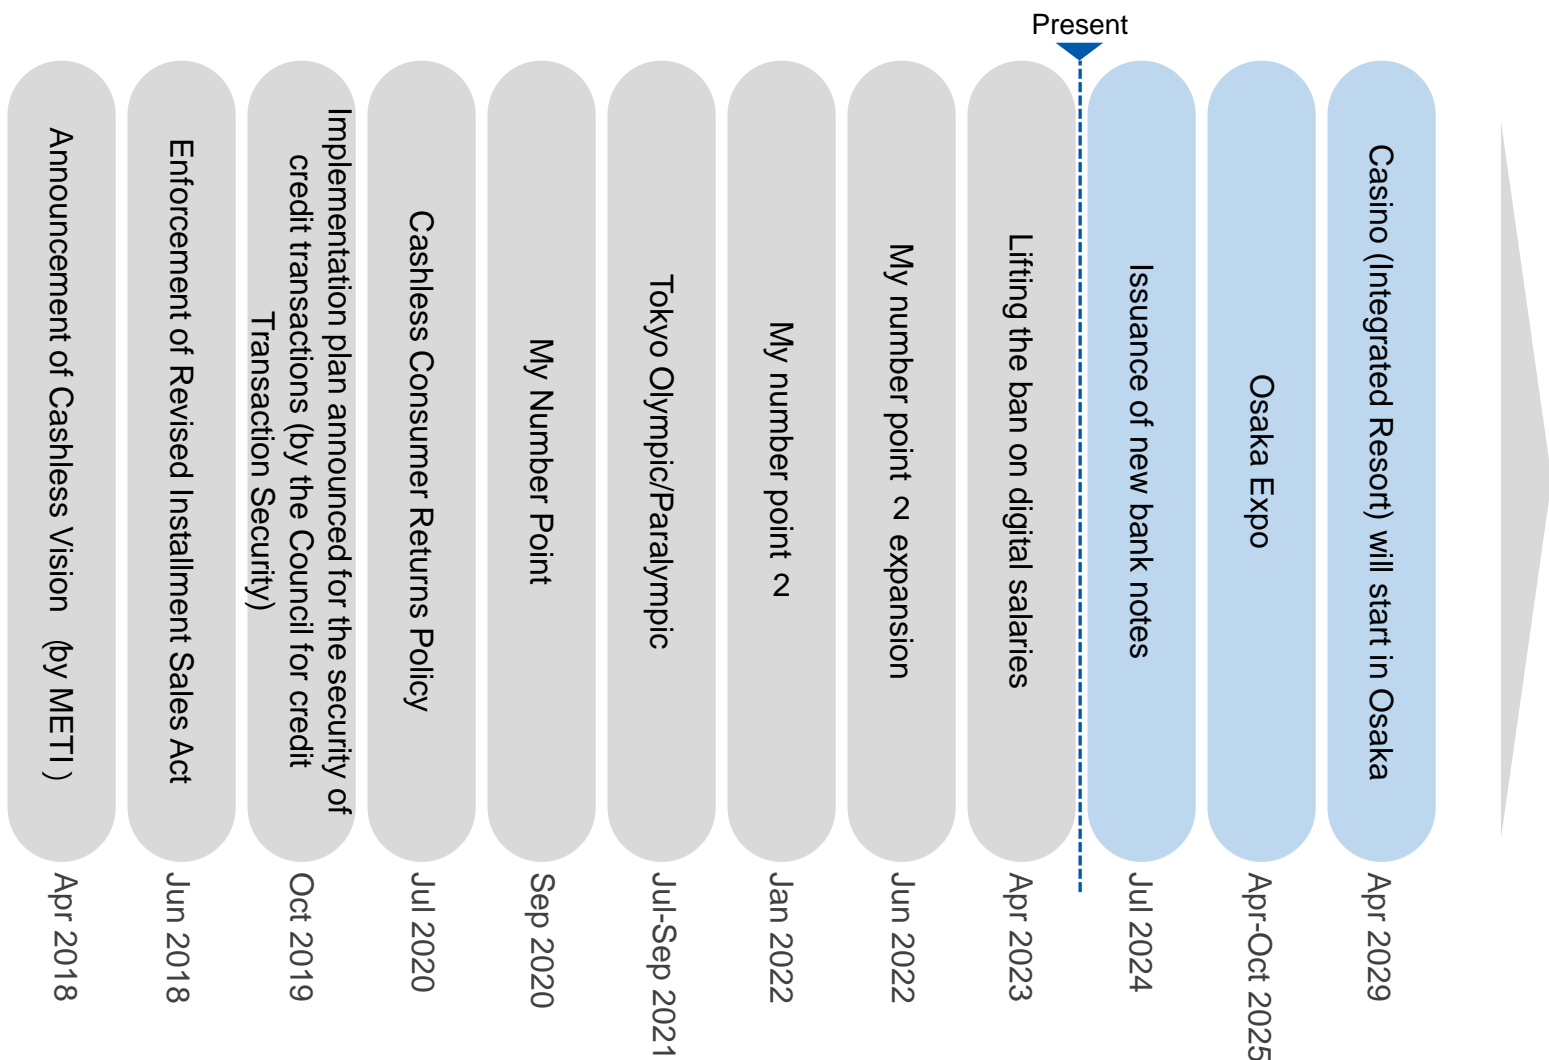 Present
Announcement of Cashless Vision (by METI)
Apr 2018
Enforcement of Revised Installment Sales Act
Jun 2018
Implementation plan announced for the security of
credit transactions (by the Council for credit
Transaction Security)
Oct 2019
Cashless Consumer Returns Policy
Jul 2020
My Number Point
Sep 2020
Tokyo Olympic/Paralympic
Jul-Sep 2021
My number point 2
Jan 2022
My number point 2 expansion
Jun 2022
Lifting the ban on digital salaries
Apr 2023
Issuance of new bank notes
Jul 2024
Osaka Expo
Apr-Oct 2025
Casino (Integrated Resort) will start in Osaka
Apr 2029